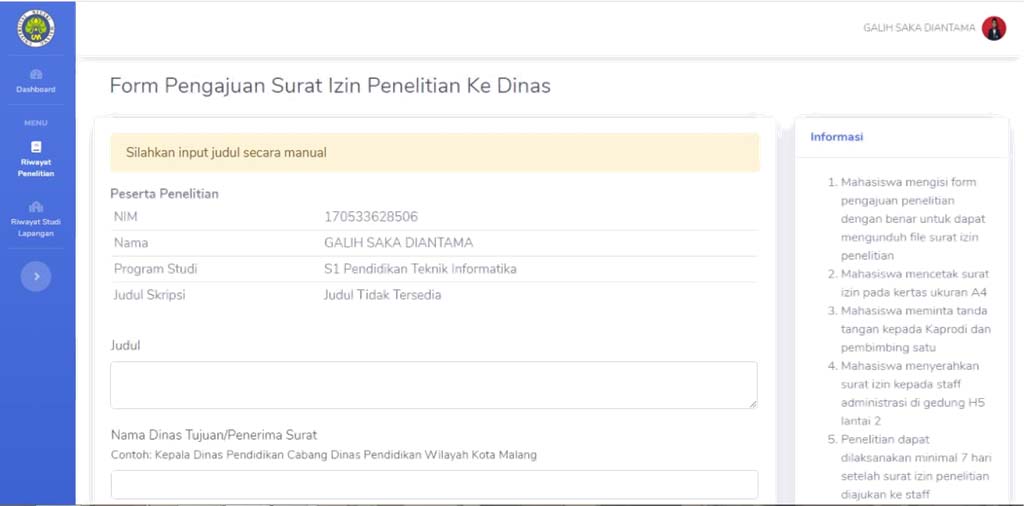 GALIH SAKA DIANTAMA
Dashboard
MENU
Riwayat
Penelitian
Riwayat Studi
Lapangan
Form Pengajuan Surat Izin Penelitian Ke Dinas
Silahkan input judul secara manual
Peserta Penelitian
NIM 170533628506
Nama GALIH SAKA DIANTAMA
Program Studi S1 Pendidikan Teknik Informatika
Judul Skripsi Judul Tidak Tersedia
Judul
Nama Dinas Tujuan/Penerima Surat
Contoh: Kepala Dinas Pendidikan Cabang Dinas Pendidikan Wilayah Kota Malang
Informasi
1. Mahasiswa mengisi form
pengajuan penelitian
dengan benar untuk dapat
mengunduh file surat izin
penelitian
2. Mahasiswa mencetak surat
izin pada kertas ukuran A4
3. Mahasiswa meminta tanda
tangan kepada Kaprodi dan
pembimbing satu
4. Mahasiswa menyerahkan
surat izin kepada staff
administrasi di gedung H5
lantai 2
5. Penelitian dapat
dilaksanakan minimal 7 hari
setelah surat izin penelitian
diajukan ke staff